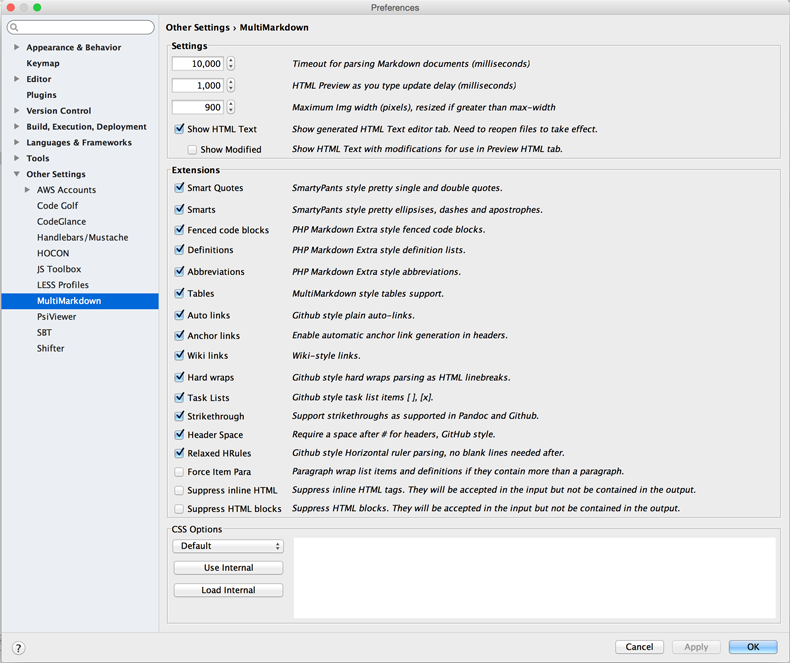 Preferences
Appearance & Behavior
Keymap
Editor
Plugins
Version Control
Build, Execution, Deployment
Languages & Frameworks
Tools
Other Settings
AWS Accounts
Code Golf
CodeGlance
Handlebars/Mustache
HOCON
JS Toolbox
LESS Profiles
MultiMarkdown
PsiViewer
SBT
Shifter
Other Settings › MultiMarkdown
Settings
10,000 Timeout for parsing Markdown documents (milliseconds)
1,000 HTML Preview as you type update delay (milliseconds)
900 Maximum Img width (pixels), resized if greater than max-width
Show HTML Text Show generated HTML Text editor tab. Need to reopen files to take effect.
Show Modified Show HTML Text with modifications for use in Preview HTML tab.
Extensions
Smart Quotes SmartyPants style pretty single and double quotes.
Smarts SmartyPants style pretty ellipsises, dashes and apostrophes.
Fenced code blocks PHP Markdown Extra style fenced code blocks.
Definitions PHP Markdown Extra style definition lists.
Abbreviations PHP Markdown Extra style abbreviations.
Tables MultiMarkdown style tables support.
Auto links Github style plain auto-links.
Anchor links Enable automatic anchor link generation in headers.
Wiki links Wiki-style links.
Hard wraps Github style hard wraps parsing as HTML linebreaks.
Task Lists Github style task list items [ ], [x].
Strikethrough Support strikethroughs as supported in Pandoc and Github.
Header Space Require a space after # for headers, GitHub style.
Relaxed HRules Github style Horizontal ruler parsing, no blank lines needed after.
Force Item Para Paragraph wrap list items and definitions if they contain more than a paragraph.
Suppress inline HTML Suppress inline HTML tags. They will be accepted in the input but not be contained in the output.
Suppress HTML blocks Suppress HTML blocks. They will be accepted in the input but not be contained in the output.
CSS Options
Default
Use Internal
Load Internal
?
Cancel Apply OK